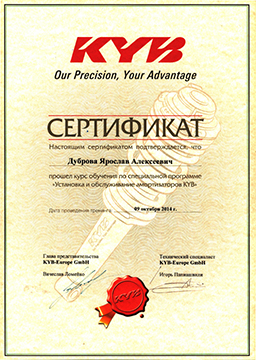 KYB
Our Precision, Your Advantage
СЕРТИФИКАТ
Настоящим сертификатом подтверждается, что
Дуброва Ярослав Алексеевич
прошел курс обучения по специальной программе
«Установка и обслуживание амортизаторов KYB»
Дата проведения тренинга
09 октября 2014 г.
Глава представительства
KYB-Europe GmbH
Вячеслав
Технический специалист
KYB-Europe GmbH
Игорь
KYB